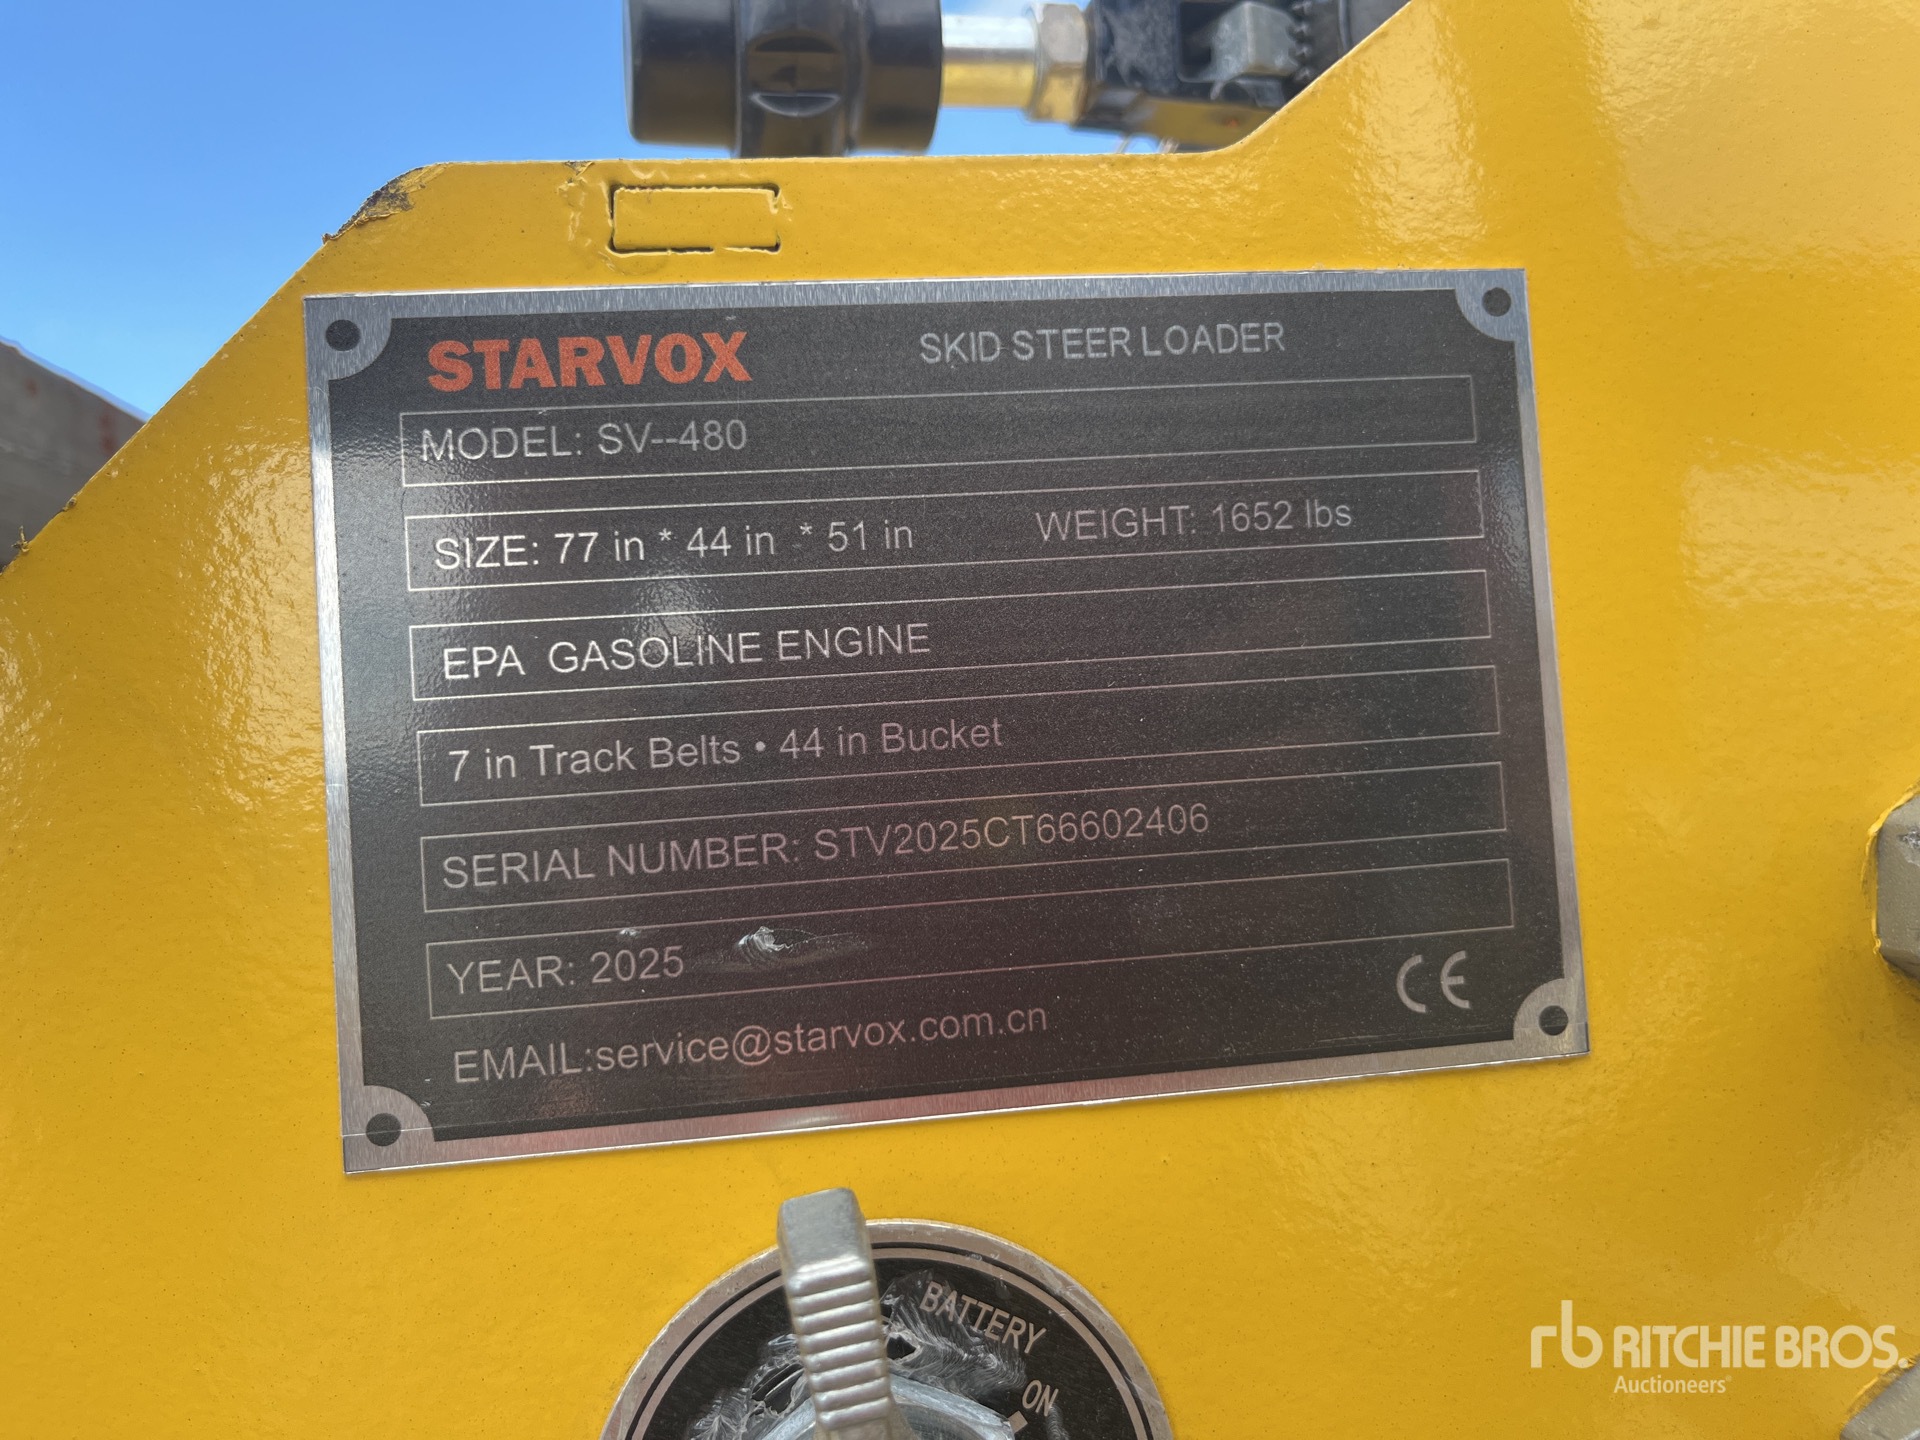 STARVOX SKID STEER LOADER
MODEL: SV--480
SIZE: 77 in * 44 in * 51 in WEIGHT: 1652 lbs
EPA GASOLINE ENGINE
7 in Track Belts • 44 in Bucket
SERIAL NUMBER: STV2025CT66602406
YEAR: 2025
EMAIL:service@starvox.com.cn CE
BATTERY
ON
rb RITCHIE BROS.
Auctioneers